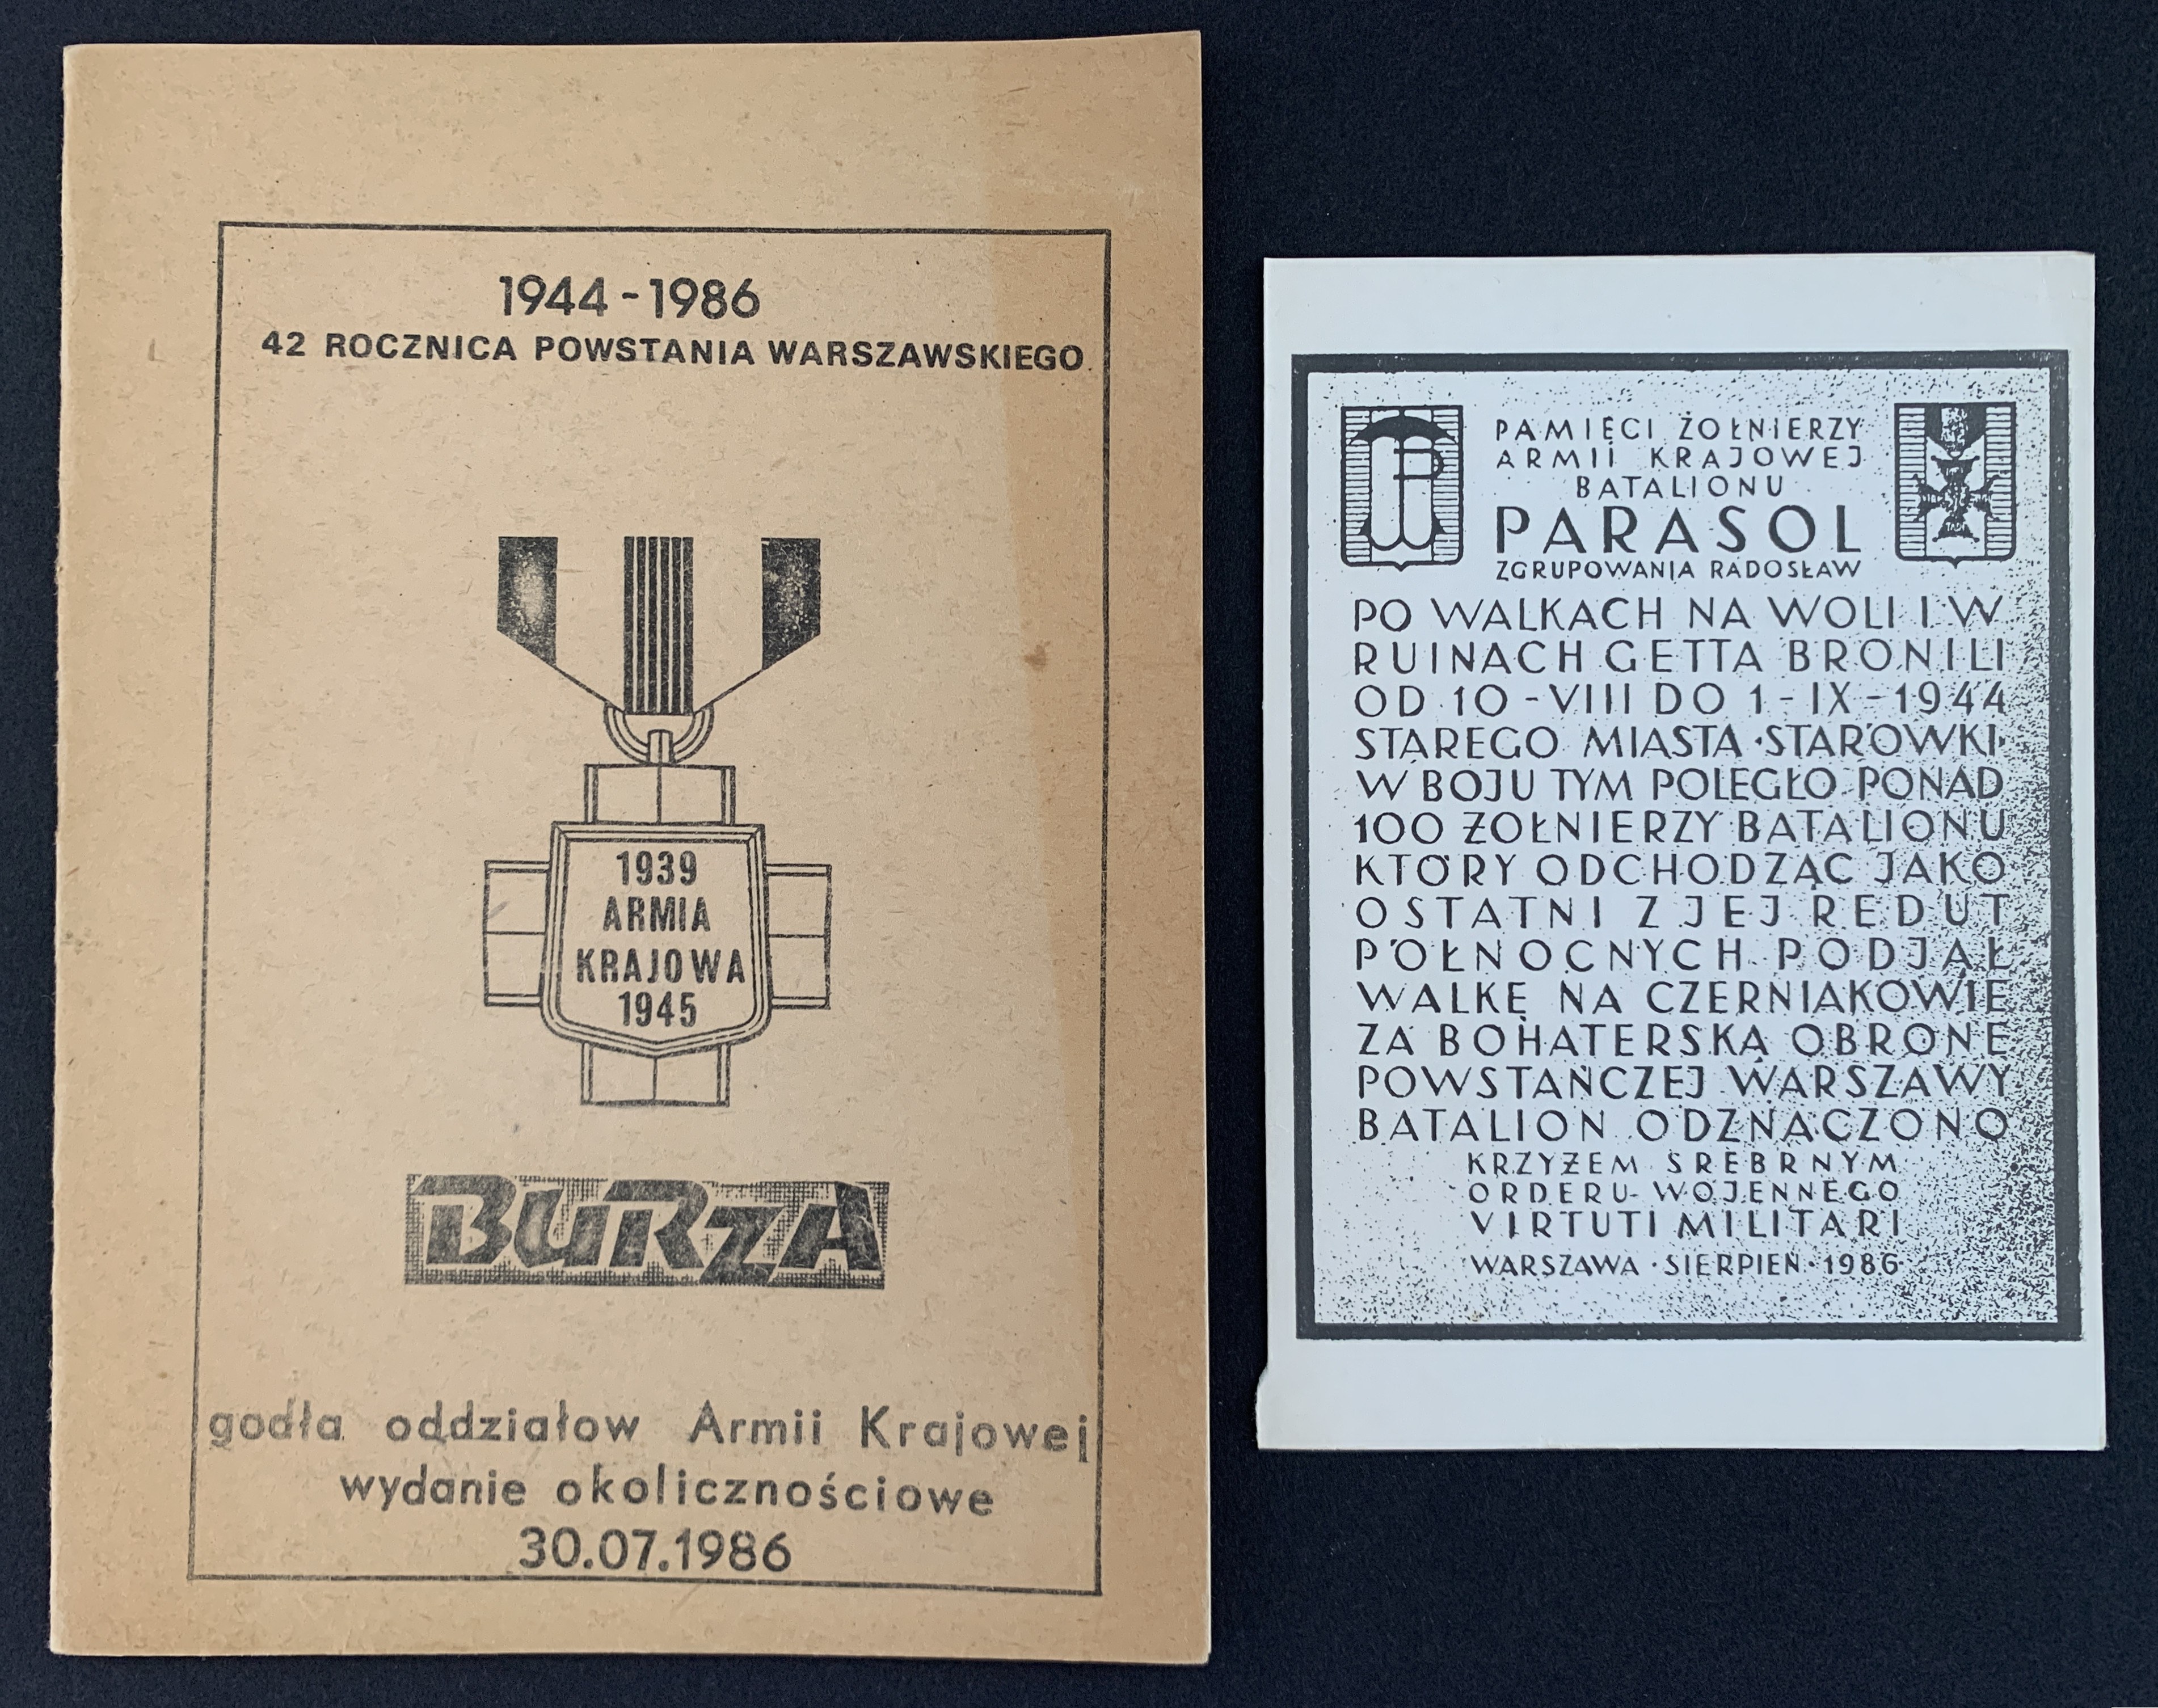 1944-1986
42 ROCZNICA POWSTANIA WARSZAWSKIEGO
1939
ARMIA
KRAJOWA
1945
BURZA
godła oddziałow Armii Krajowej
wydanie okolicznościowe
30.07.1986
PAMIĘCI ŻOŁNIERZY
ARMII KRAJOWEJ
BATALIONU
PARASOL
ZGRUPOWANIA RADOSŁAW
PO WALKACH NA WOLI I W
RUINACH GETTA BRONILI
OD 10-VIII DO 1-IX-1944
STAREGO MIASTA·STARÓWKI·
W BOJU TYM POLEGŁO PONAD
100 ŻOŁNIERZY BATALIONU
KTÓRY ODCHODZĄC JAKO
OSTATNI Z JEJ REDUT
PÓŁNOCNYCH PODJĄŁ
WALKĘ NA CZERNIAKOWIE
ZA BOHATERSKĄ OBRONĘ
POWSTAŃCZEJ WARSZAWY
BATALION ODZNACZONO
KRZYŻEM SREBRNYM
ORDERU WOJENNEGO
VIRTUTI MILITARI
WARSZAWA·SIERPIEŃ·1986